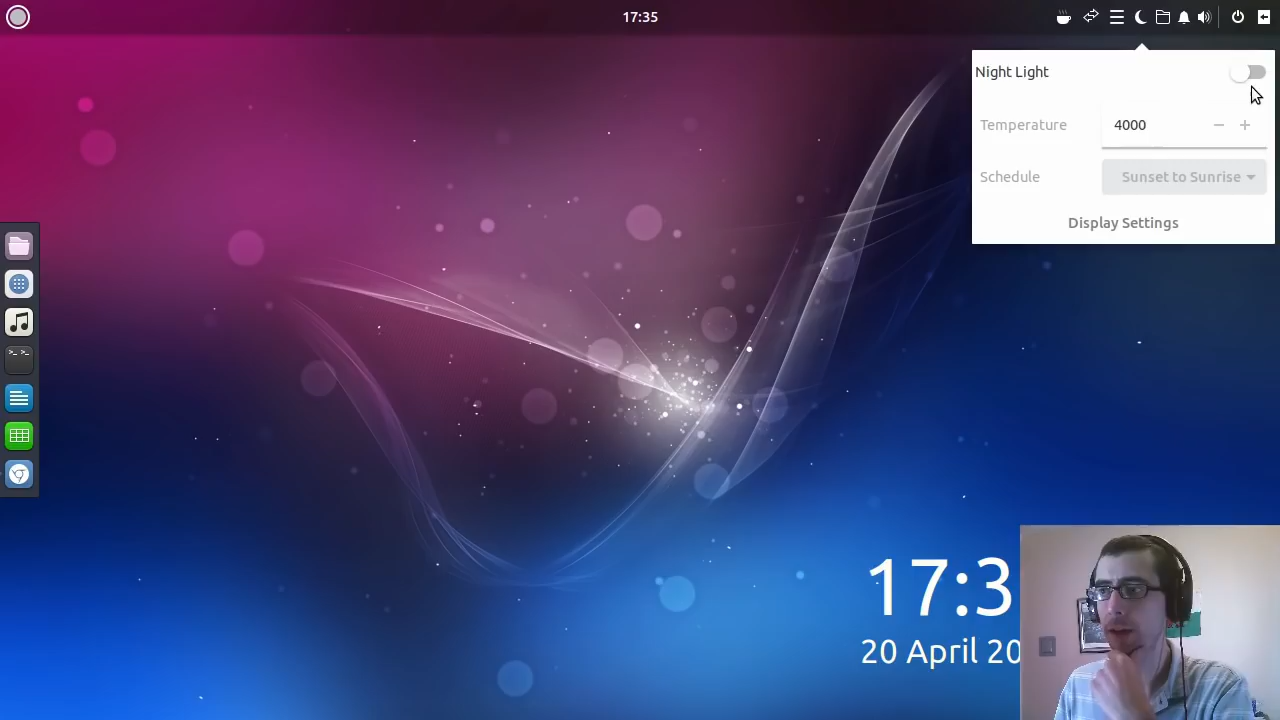 17:35
Night Light
Temperature 4000 − +
Schedule Sunset to Sunrise
Display Settings
17:3
20 April 20